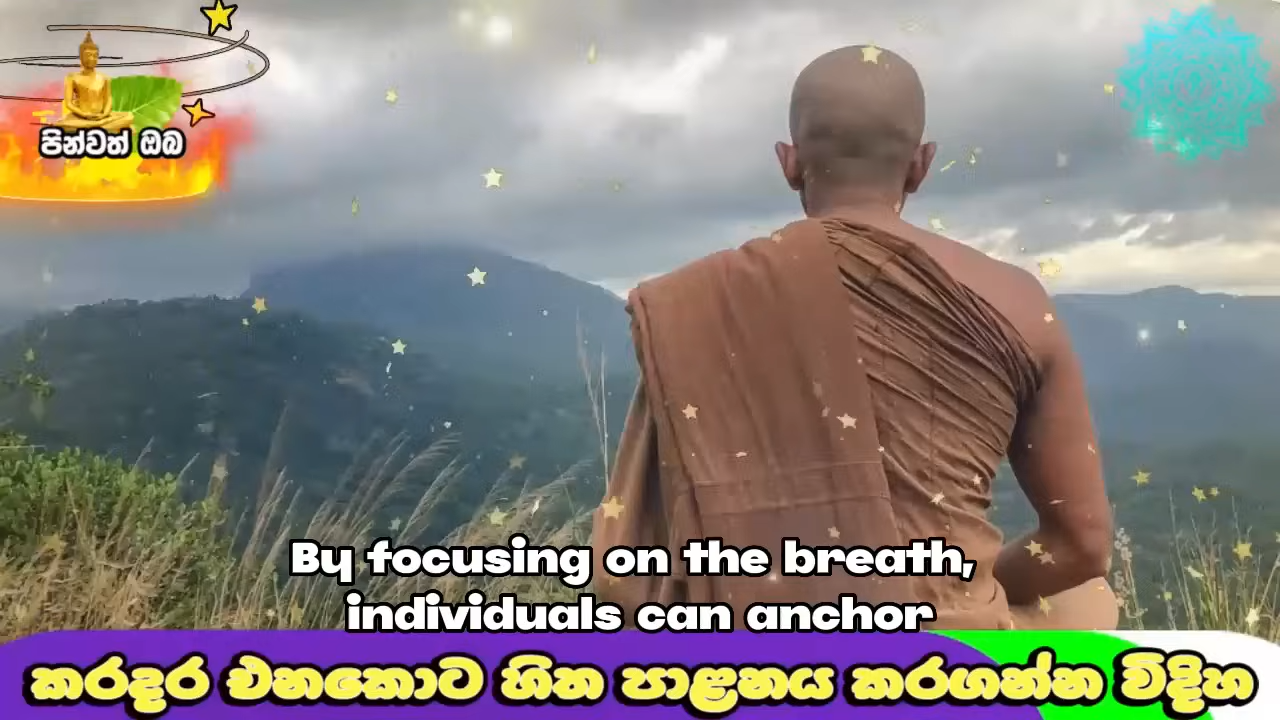 පින්වත් ඔබ
By focusing on the breath,
individuals can anchor
කරදර එනකොට හිත පාළනය කරගන්න විදිහ